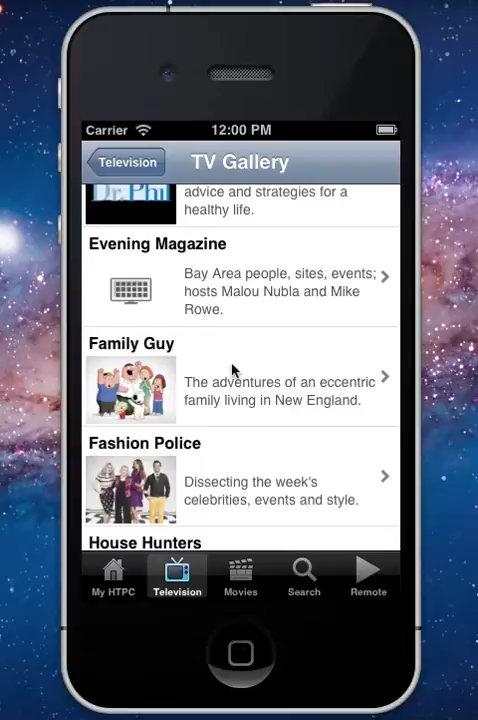 Carrier 12:00 PM
Television TV Gallery
Dr. Phil
advice and strategies for a
healthy life.
Evening Magazine
Bay Area people, sites, events;
hosts Malou Nubla and Mike
Rowe.
Family Guy
The adventures of an eccentric
family living in New England.
Fashion Police
Dissecting the week's
celebrities, events and style.
House Hunters
My HTPC Television Movies Search Remote